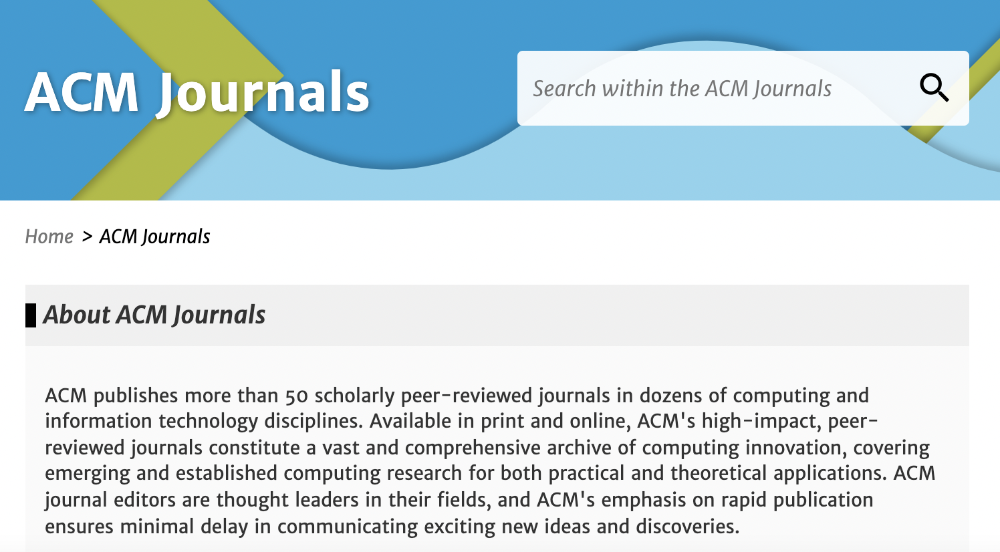 ACM Journals
Search within the ACM Journals
Home > ACM Journals
About ACM Journals
ACM publishes more than 50 scholarly peer-reviewed journals in dozens of computing and
information technology disciplines. Available in print and online, ACM's high-impact, peer-
reviewed journals constitute a vast and comprehensive archive of computing innovation, covering
emerging and established computing research for both practical and theoretical applications. ACM
journal editors are thought leaders in their fields, and ACM's emphasis on rapid publication
ensures minimal delay in communicating exciting new ideas and discoveries.